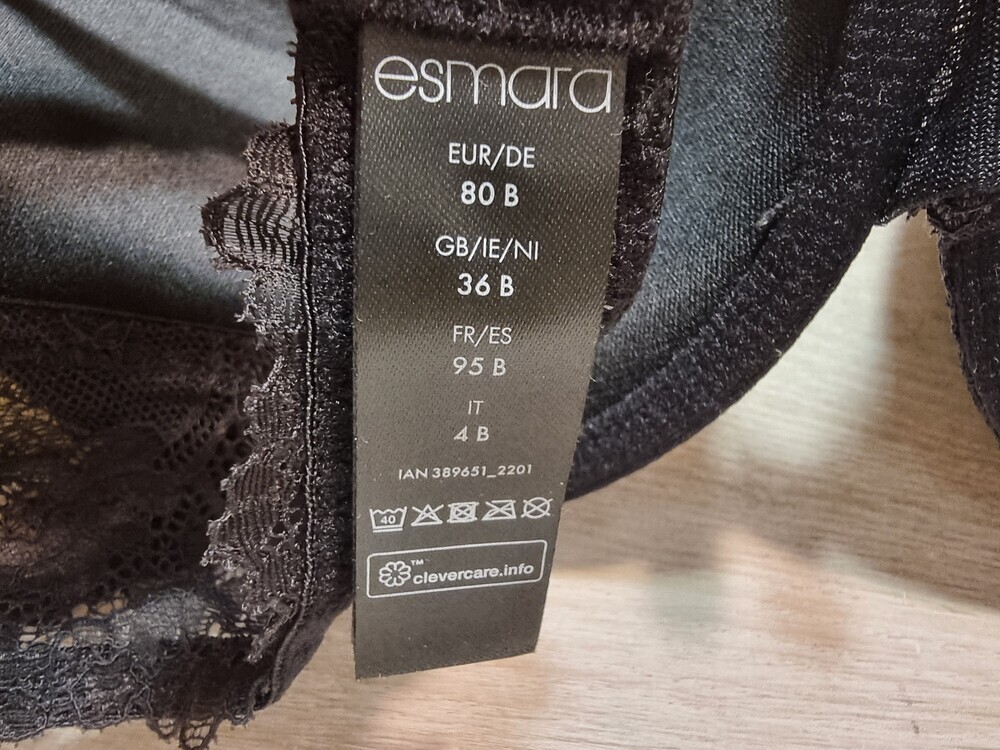 esmara
EUR/DE
80 B
GB/IE/NI
36 B
FR/ES
95 B
IT
4 B
IAN 389651_2201
40
™ clevercare.info